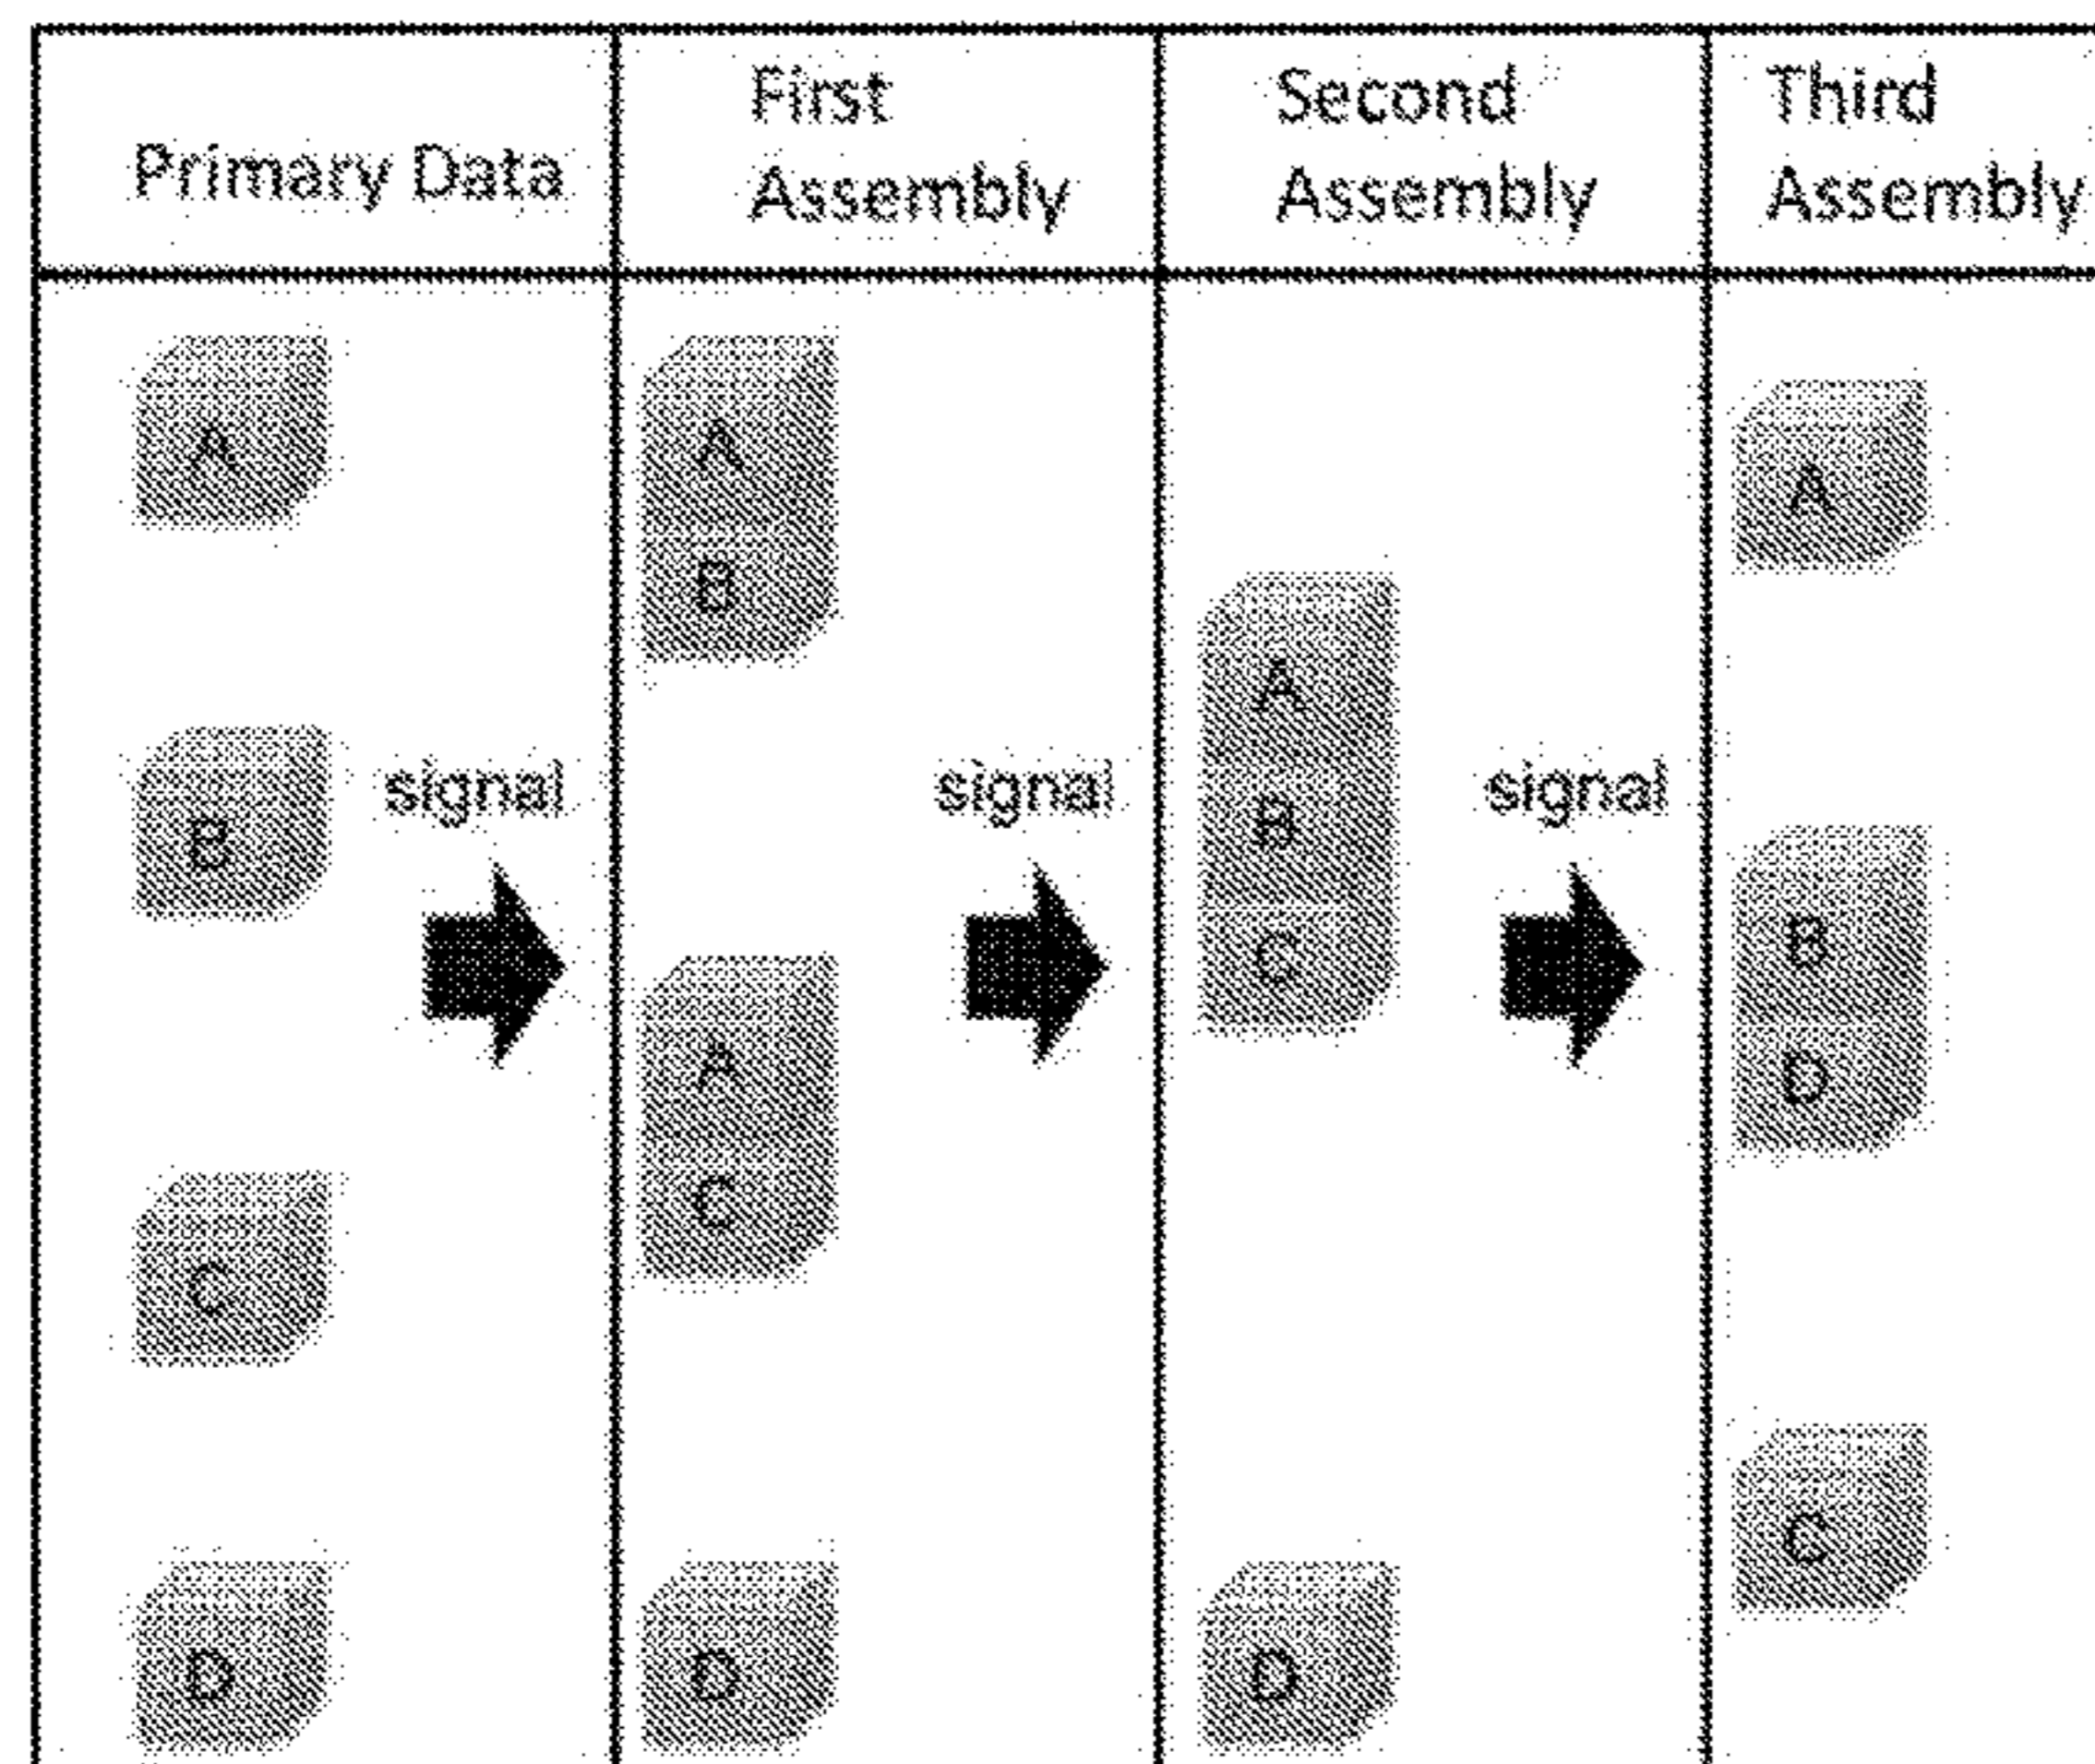 Primary Data
First
Assembly
Second
Assembly
Third
Assembly
A
B
signal
C
D
A
B
A
C
D
signal
A
B
C
D
signal
A
B
D
C